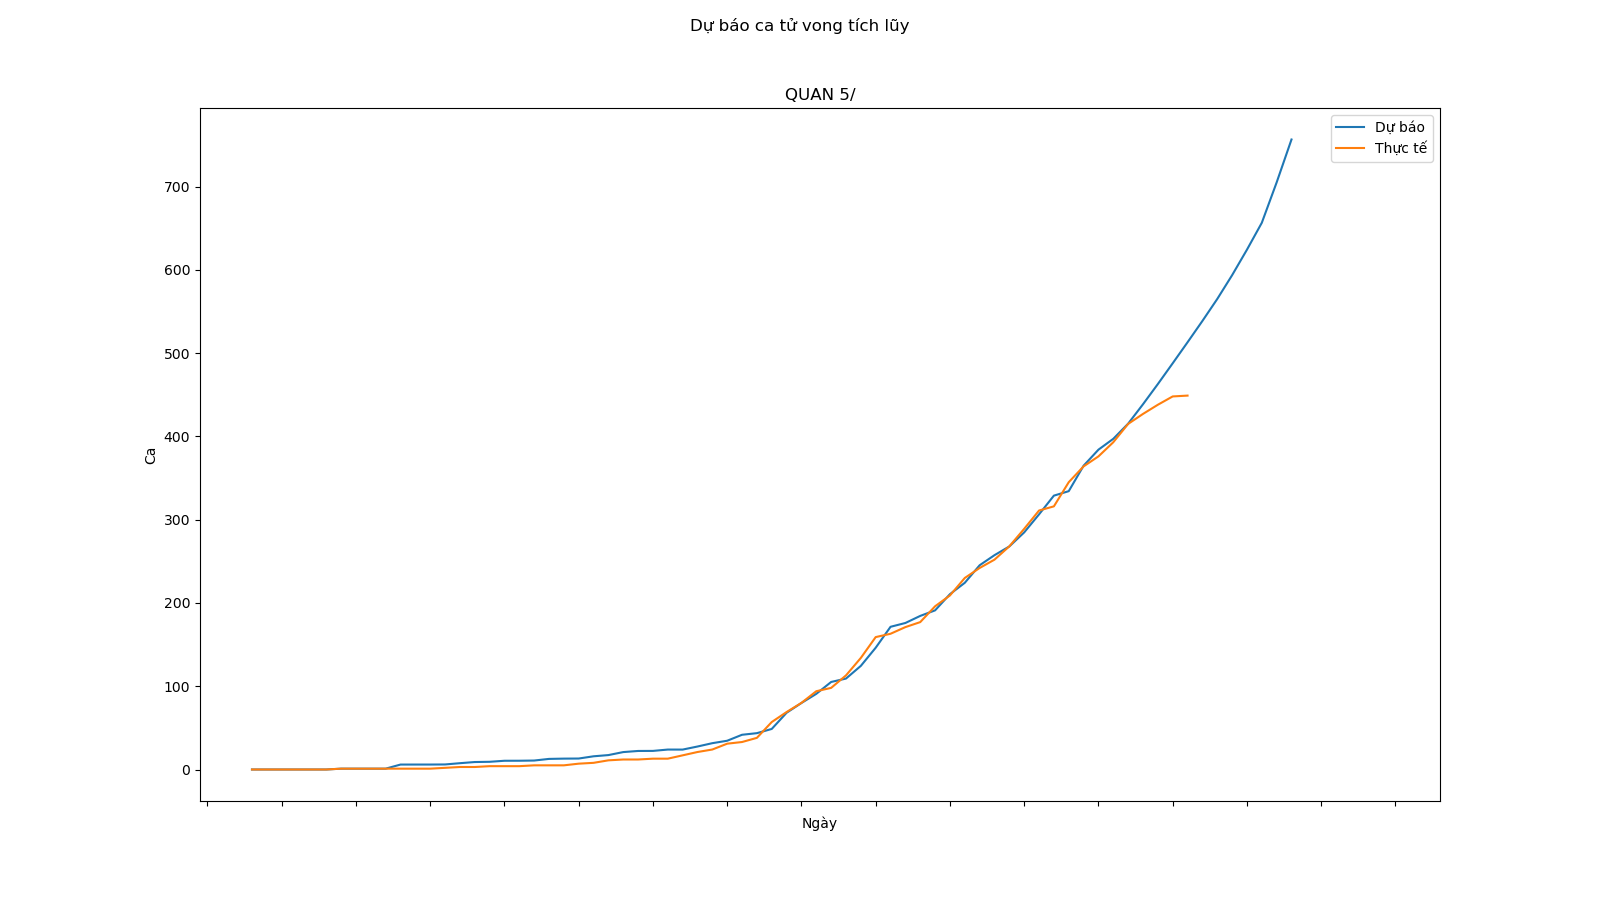 Dự báo ca tử vong tích lũy
QUAN 5/
Dự báo
Thực tế
700
600
500
400
300
200
100
0
Ca
Ngày